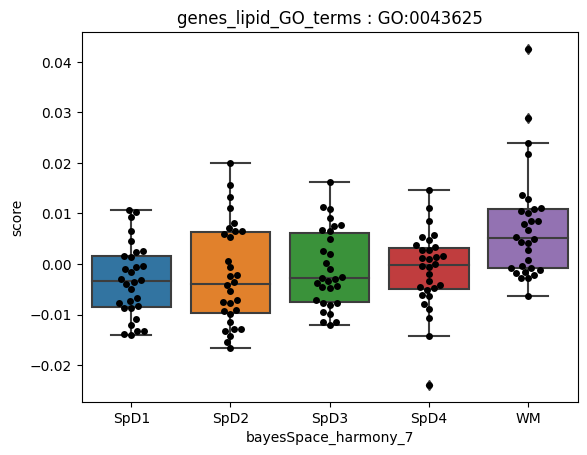 genes_lipid_GO_terms : GO:0043625
0.04
0.03
0.02
0.01
0.00
−0.01
−0.02
score
SpD1 SpD2 SpD3 SpD4 WM
bayesSpace_harmony_7